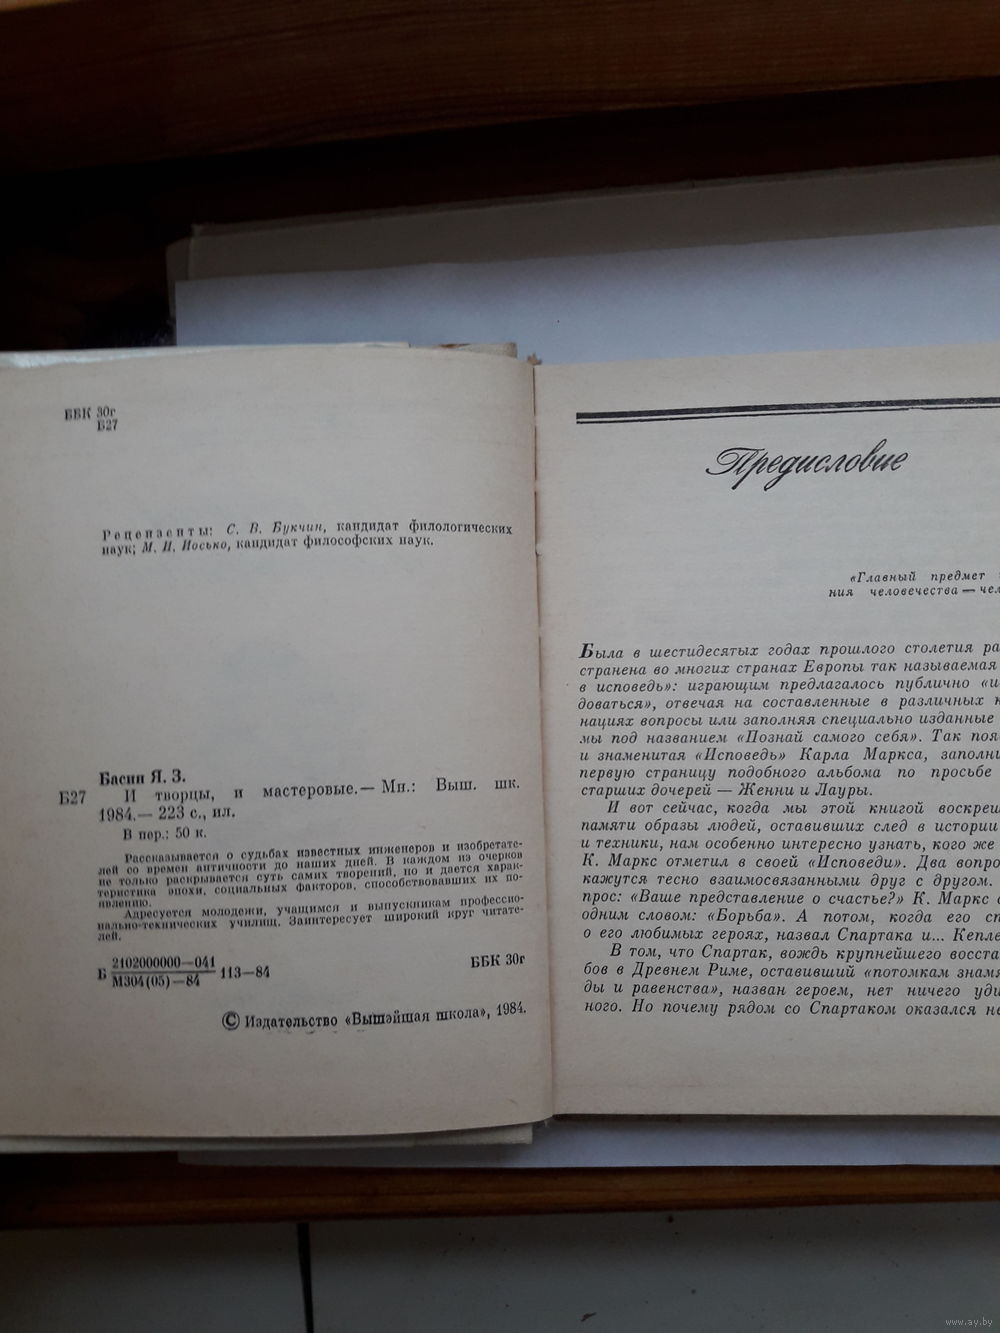 ББК 30г
Б27
Рецензенты: С. В. Букчин, кандидат филологических
наук; М. И. Иосько, кандидат философских наук.
Басин Я. З.
Б27 И творцы, и мастеровые.— Мн.: Выш. шк.
1984.— 223 с., ил.
В пер.: 50 к.
Рассказывается о судьбах известных инженеров и изобретате-
лей со времен античности до наших дней. В каждом из очерков
не только раскрывается суть самих творений, но и дается харак-
теристика эпохи, социальных факторов, способствовавших их по-
явлению.
Адресуется молодежи, учащимся и выпускникам профессио-
нально-технических училищ. Заинтересует широкий круг читате-
лей.
2102000000—041
Б 113—84
М304(05)—84
ББК 30г
© Издательство «Вышэйшая школа», 1984.
Предисловие
«Главный предмет
ния человечества — чел
Была в шестидесятых годах прошлого столетия ра
странена во многих странах Европы так называемая
в исповедь»: играющим предлагалось публично «и
доваться», отвечая на составленные в различных
нациях вопросы или заполняя специально изданные
мы под названием «Познай самого себя». Так поя
и знаменитая «Исповедь» Карла Маркса, заполни
первую страницу подобного альбома по просьбе
старших дочерей — Женни и Лауры.
И вот сейчас, когда мы этой книгой воскреш
памяти образы людей, оставивших след в истории
и техники, нам особенно интересно узнать, кого же
К. Маркс отметил в своей «Исповеди». Два вопро
кажутся тесно взаимосвязанными друг с другом.
прос: «Ваше представление о счастье?» К. Маркс
одним словом: «Борьба». А потом, когда его сп
о его любимых героях, назвал Спартака и... Кепле
В том, что Спартак, вождь крупнейшего восста
бов в Древнем Риме, оставивший «потомкам знамя
ды и равенства», назван героем, нет ничего уди
ного. Но почему рядом со Спартаком оказался не
www.ay.by